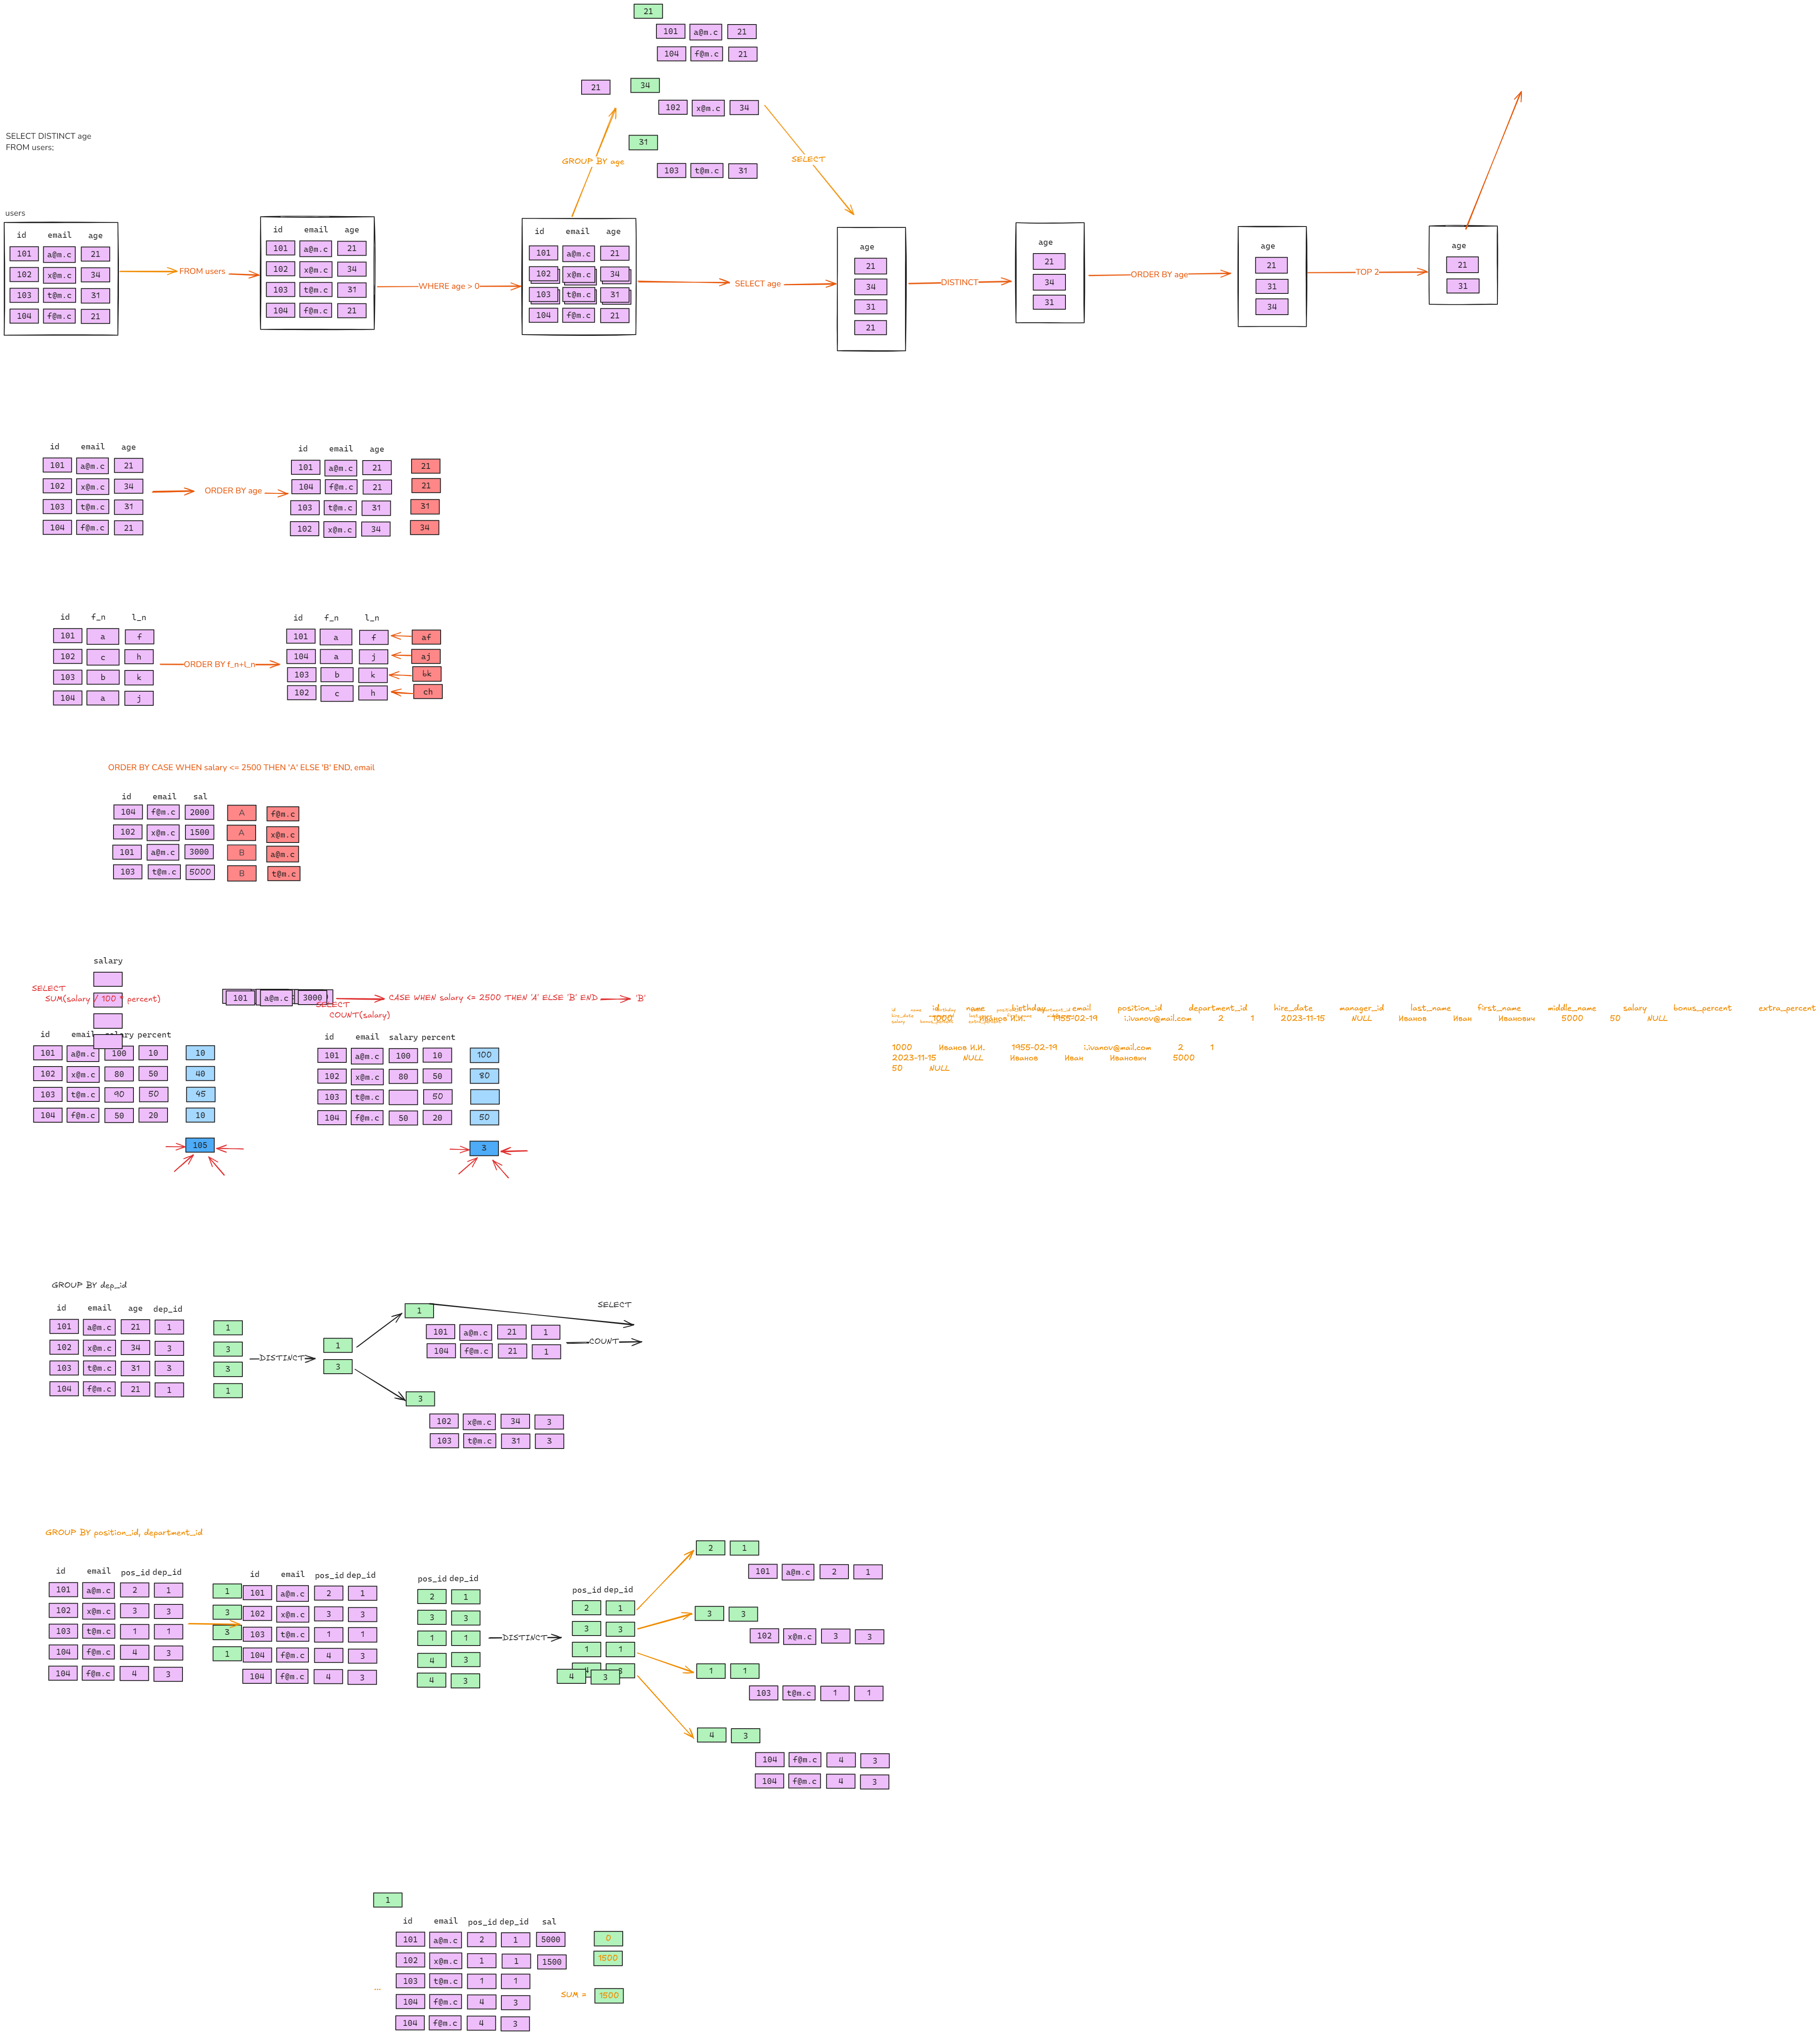 21
101 a@m.c 21
104 f@m.c 21
21
34
102 x@m.c 34
31
103 t@m.c 31
GROUP BY age
SELECT
SELECT DISTINCT age
FROM users;
users
id email age
101 a@m.c 21
102 x@m.c 34
103 t@m.c 31
104 f@m.c 21
FROM users
id email age
101 a@m.c 21
102 x@m.c 34
103 t@m.c 31
104 f@m.c 21
WHERE age > 0
id email age
101 a@m.c 21
102 x@m.c 34
103 t@m.c 31
104 f@m.c 21
SELECT age
age
21
34
31
21
DISTINCT
age
21
34
31
ORDER BY age
age
21
31
34
TOP 2
age
21
31
id email age
101 a@m.c 21
102 x@m.c 34
103 t@m.c 31
104 f@m.c 21
ORDER BY age
id email age
101 a@m.c 21 21
104 f@m.c 21 21
103 t@m.c 31 31
102 x@m.c 34 34
id f_n l_n
101 a f
102 c h
103 b k
104 a j
ORDER BY f_n+l_n
id f_n l_n
101 a f af
104 a j aj
103 b k bk
102 c h ch
ORDER BY CASE WHEN salary <= 2500 THEN 'A' ELSE 'B' END, email
id email sal
104 f@m.c 2000 A f@m.c
102 x@m.c 1500 A x@m.c
101 a@m.c 3000 B a@m.c
103 t@m.c 5000 B t@m.c
salary
SELECT
SUM(salary / 100 * percent)
id email salary percent
101 a@m.c 100 10 10
102 x@m.c 80 50 40
103 t@m.c 90 50 45
104 f@m.c 50 20 10
105
101 a@m.c 3000
CASE WHEN salary <= 2500 THEN 'A' ELSE 'B' END
'B'
SELECT
COUNT(salary)
id email salary percent
101 a@m.c 100 10 100
102 x@m.c 80 50 80
103 t@m.c 50
104 f@m.c 50 20 50
3
id name birthday email position_id department_id hire_date manager_id last_name first_name middle_name salary bonus_percent extra_percent
1000 Иванов И.И. 1955-02-19 i.ivanov@mail.com 2 1 2023-11-15 NULL Иванов Иван Иванович 5000 50 NULL
1000 Иванов И.И. 1955-02-19 i.ivanov@mail.com 2 1
2023-11-15 NULL Иванов Иван Иванович 5000
50 NULL
GROUP BY dep_id
id email age dep_id
101 a@m.c 21 1 1
102 x@m.c 34 3 3
103 t@m.c 31 3 3
104 f@m.c 21 1 1
DISTINCT
1
3
1
SELECT
101 a@m.c 21 1
104 f@m.c 21 1
COUNT
3
102 x@m.c 34 3
103 t@m.c 31 3
GROUP BY position_id, department_id
id email pos_id dep_id
101 a@m.c 2 1
102 x@m.c 3 3
103 t@m.c 1 1
104 f@m.c 4 3
104 f@m.c 4 3
1
3
3
1
id email pos_id dep_id
101 a@m.c 2 1
102 x@m.c 3 3
103 t@m.c 1 1
104 f@m.c 4 3
104 f@m.c 4 3
pos_id dep_id
2 1
3 3
1 1
4 3
4 3
DISTINCT
pos_id dep_id
2 1
3 3
1 1
4 3
4 3
2 1
101 a@m.c 2 1
3 3
102 x@m.c 3 3
1 1
103 t@m.c 1 1
4 3
104 f@m.c 4 3
104 f@m.c 4 3
1
id email pos_id dep_id sal
101 a@m.c 2 1 5000 0
102 x@m.c 1 1 1500 1500
103 t@m.c 1 1
...
SUM = 1500
104 f@m.c 4 3
104 f@m.c 4 3